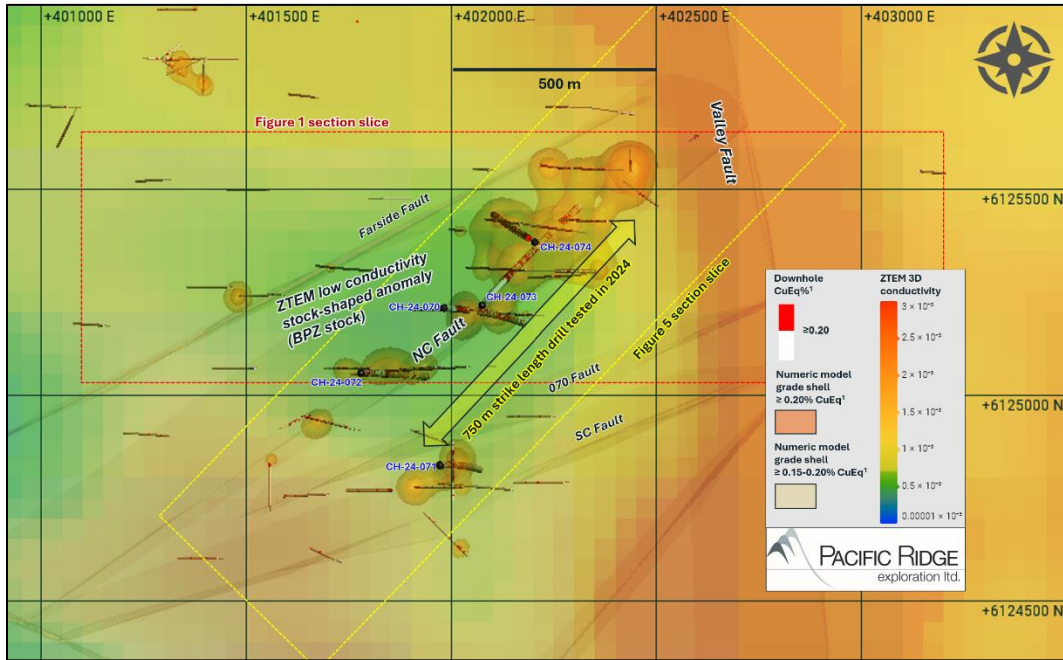 +401000 E
+401500 E
+402000 E
+402500 E
+403000 E
500 m
Figure 1 section slice
Valley Fault
+6125500 N
Farside Fault
CH-24-074
ZTEM low conductivity
stock-shaped anomaly
(BPZ stock)
CH-24-070
CH-24-073
NC Fault
750 m strike length drill tested in 2024
Figure 5 section slice
CH-24-072
070 Fault
+6125000 N
SC Fault
CH-24-071
+6124500 N
Downhole
CuEq%¹
≥0.20
Numeric model
grade shell
≥ 0.20% CuEq¹
Numeric model
grade shell
≥ 0.15-0.20% CuEq¹
ZTEM 3D
conductivity
3 × 10⁻³
2 × 10⁻³
1.5 × 10⁻³
1 × 10⁻³
0.5 × 10⁻³
0.00001 × 10⁻³
PACIFIC RIDGE
exploration ltd.